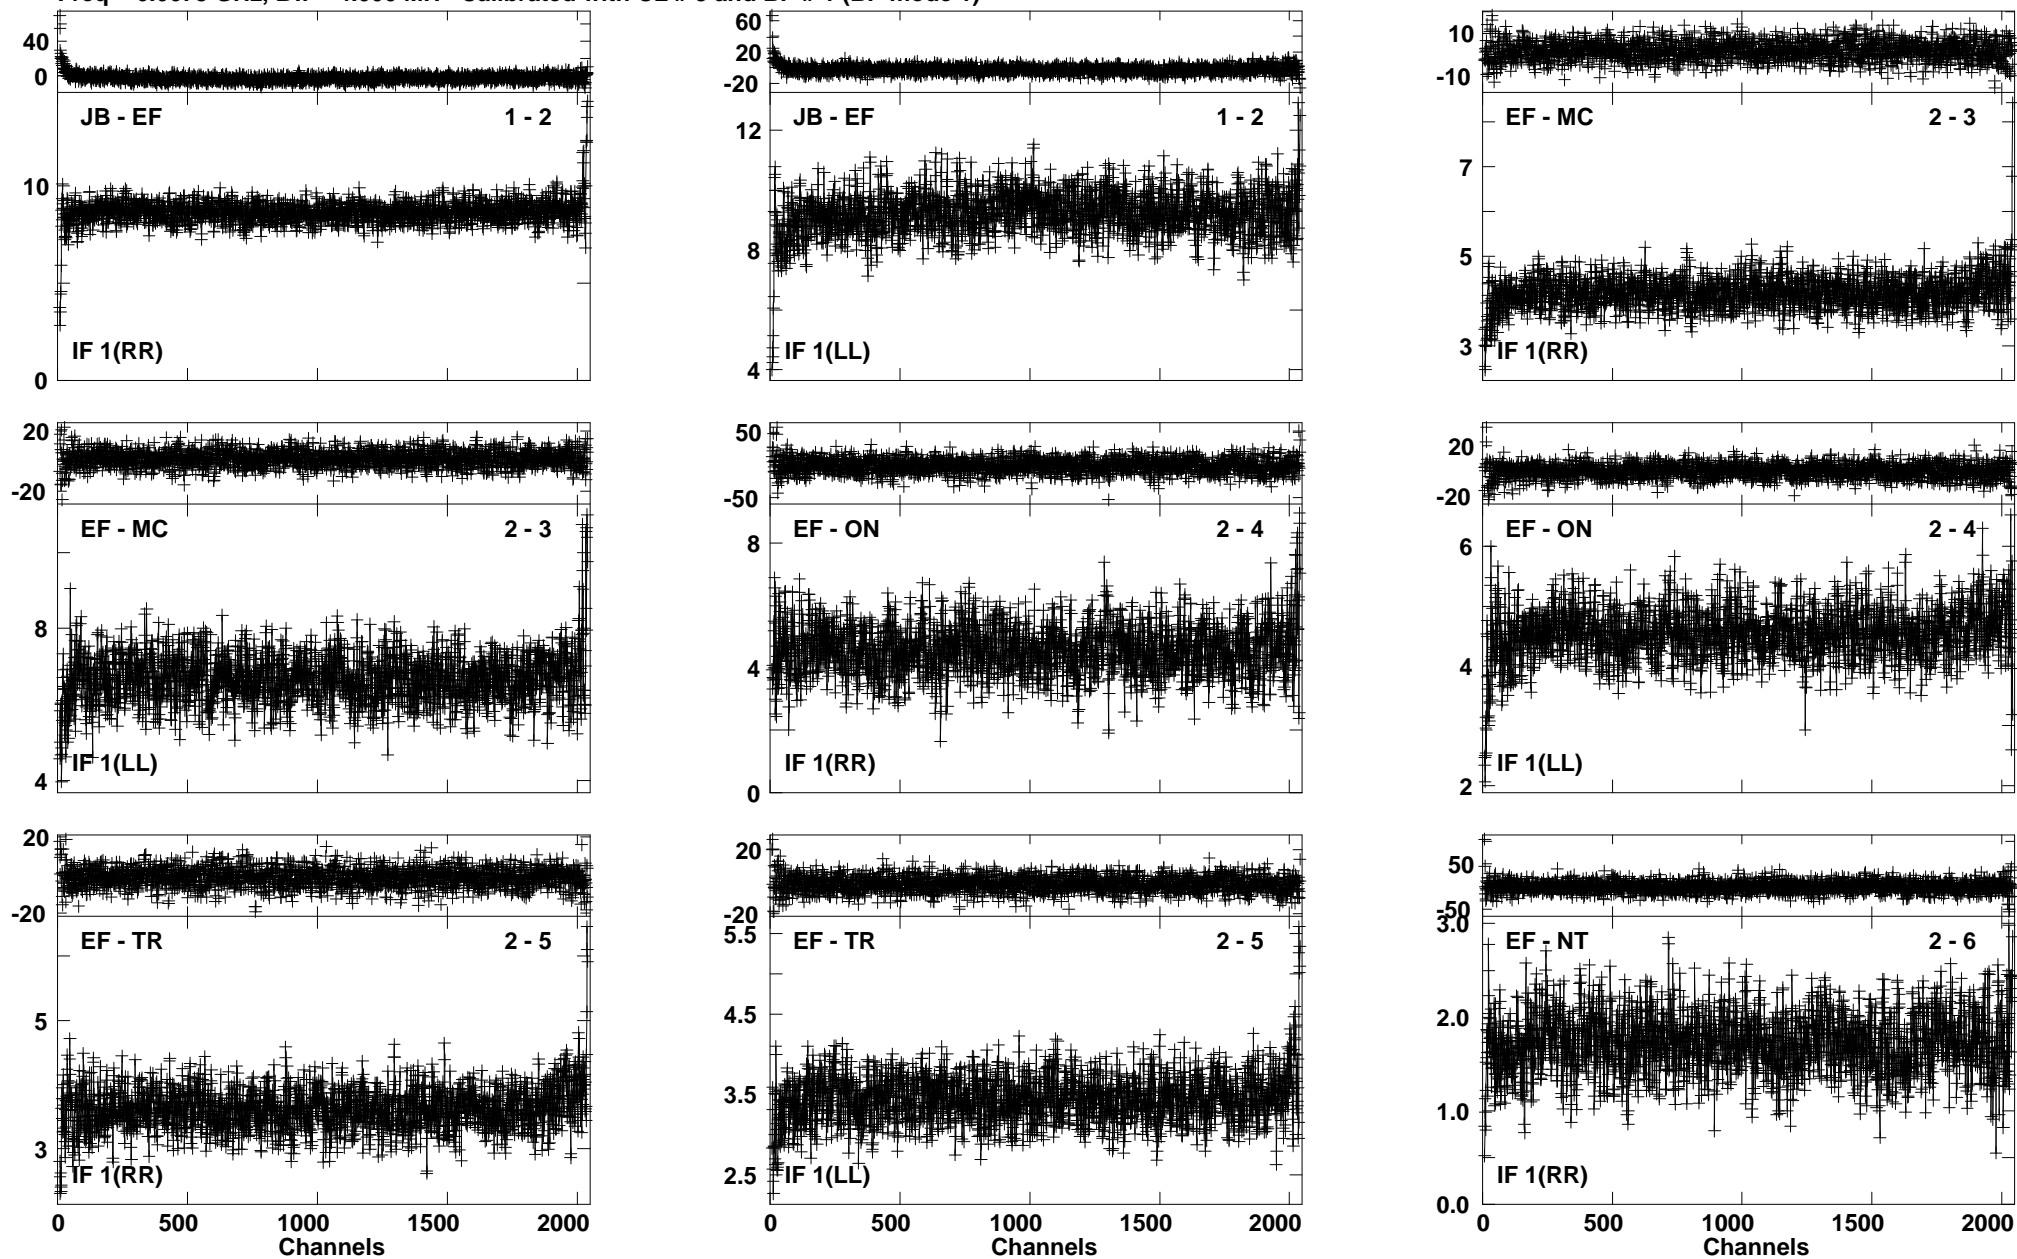 40
0
JB - EF 1 - 2
10
IF 1(RR)
0
60
20
-20
JB - EF 1 - 2
12
8
IF 1(LL)
4
10
-10
EF - MC 2 - 3
7
5
3 IF 1(RR)
20
-20
EF - MC 2 - 3
8
IF 1(LL)
4
50
-50
EF - ON 2 - 4
8
4
IF 1(RR)
0
20
-20
EF - ON 2 - 4
6
4
IF 1(LL)
2
20
-20
EF - TR 2 - 5
5
3
IF 1(RR)
0 500 1000 1500 2000
Channels
20
-20
5.5
EF - TR 2 - 5
4.5
3.5
2.5 IF 1(LL)
0 500 1000 1500 2000
Channels
50
-50
3.0
EF - NT 2 - 6
2.0
1.0
IF 1(RR)
0.0
0 500 1000 1500 2000
Channels